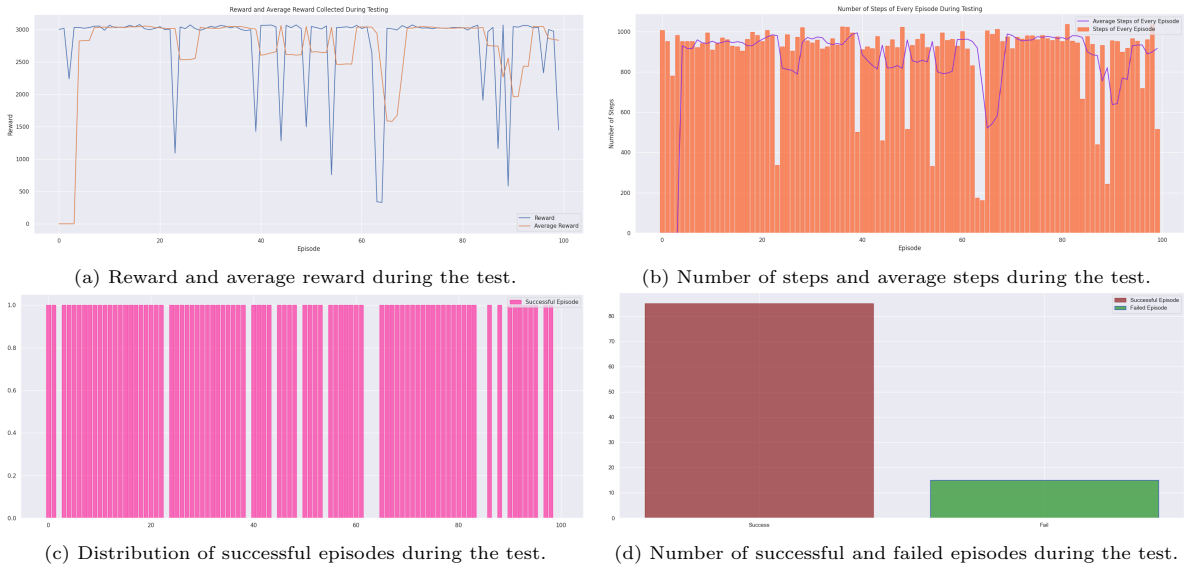 Reward and Average Reward Collected During Testing
3000
2500
2000
1500
1000
500
0
Reward
0
20
40
60
80
100
Episode
Reward
Average Reward
(a) Reward and average reward during the test.
Number of Steps of Every Episode During Testing
1000
800
600
400
200
0
Number of Steps
0
20
40
60
80
100
Episode
Average Steps of Every Episode
Steps of Every Episode
(b) Number of steps and average steps during the test.
1.0
0.8
0.6
0.4
0.2
0.0
0
20
40
60
80
100
Successful Episode
(c) Distribution of successful episodes during the test.
80
70
60
50
40
30
20
10
0
Success
Fail
Successful Episode
Failed Episode
(d) Number of successful and failed episodes during the test.